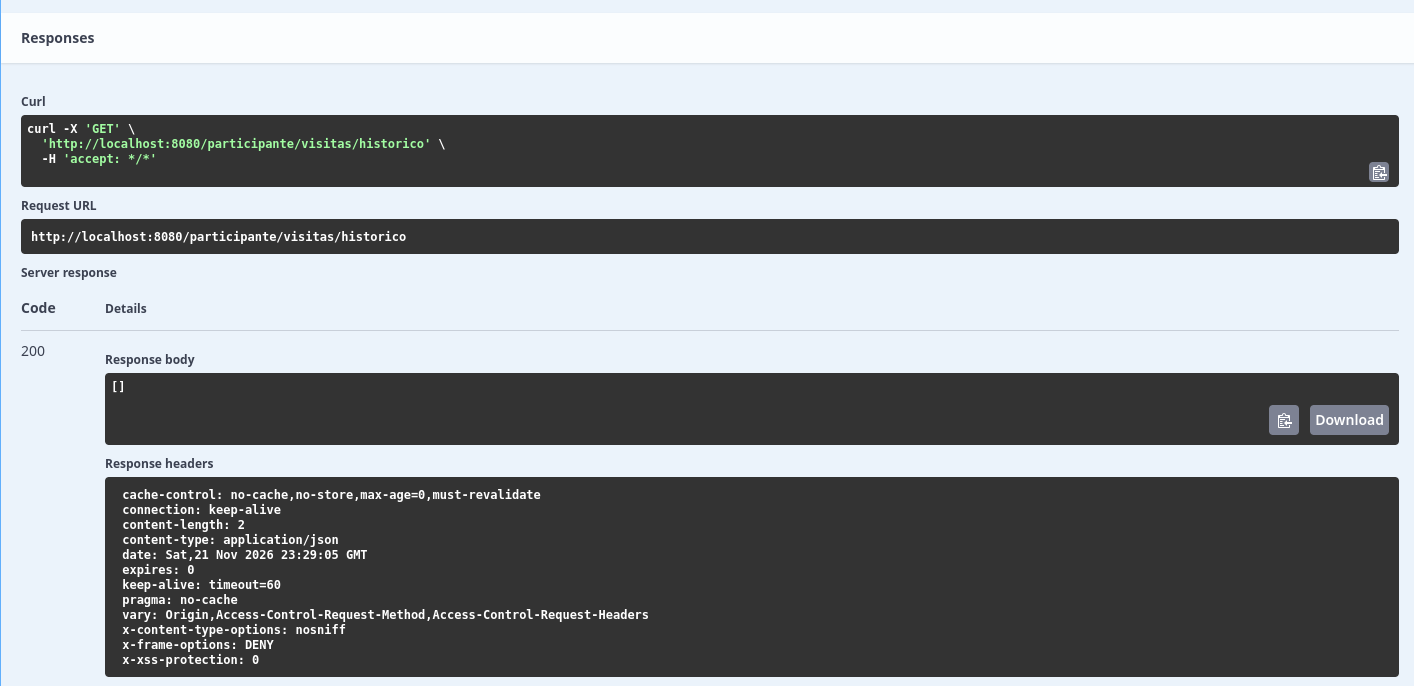 Responses
Curl
curl -X 'GET' \
  'http://localhost:8080/participante/visitas/historico' \
  -H 'accept: */*'
Request URL
http://localhost:8080/participante/visitas/historico
Server response
Code Details
200
Response body
[]
Download
Response headers
cache-control: no-cache,no-store,max-age=0,must-revalidate
connection: keep-alive
content-length: 2
content-type: application/json
date: Sat,21 Nov 2026 23:29:05 GMT
expires: 0
keep-alive: timeout=60
pragma: no-cache
vary: Origin,Access-Control-Request-Method,Access-Control-Request-Headers
x-content-type-options: nosniff
x-frame-options: DENY
x-xss-protection: 0